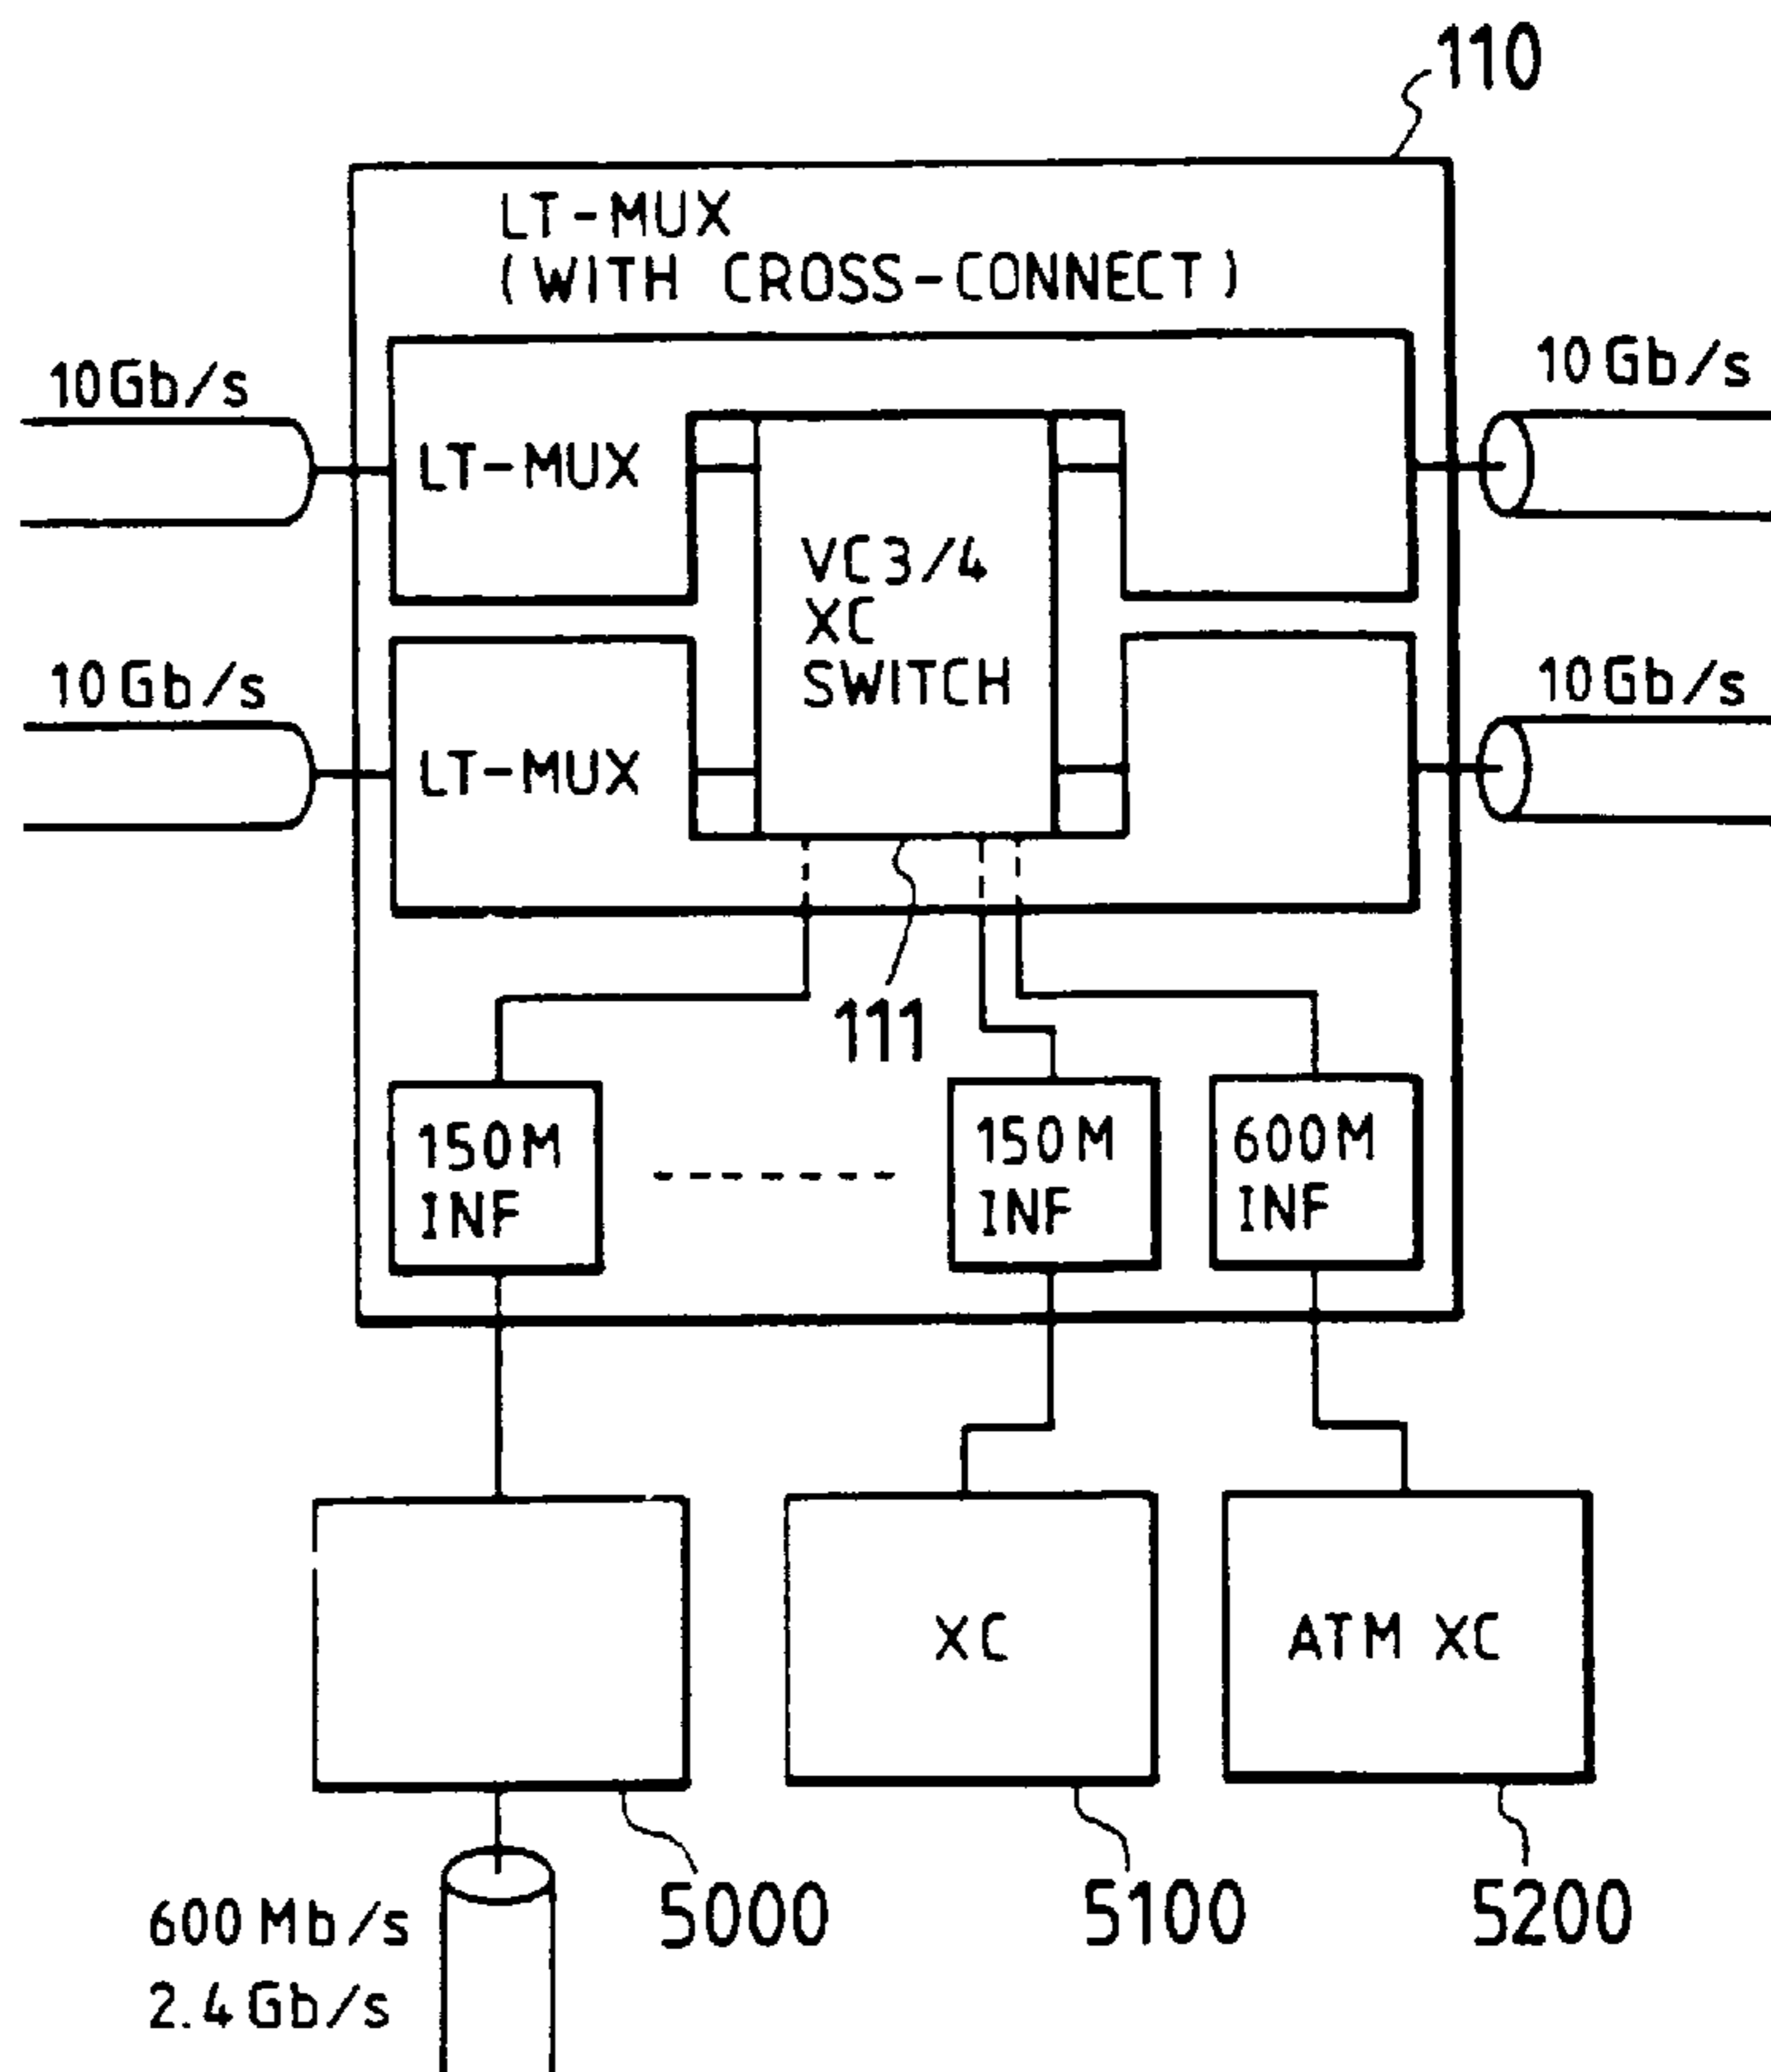 110
LT-MUX
(WITH CROSS-CONNECT)
10Gb/s
10Gb/s
LT-MUX
VC3/4
XC
SWITCH
10Gb/s
10Gb/s
LT-MUX
111
150M
INF
150M
INF
600M
INF
XC
ATM XC
5000
5100
5200
600Mb/s
2.4Gb/s